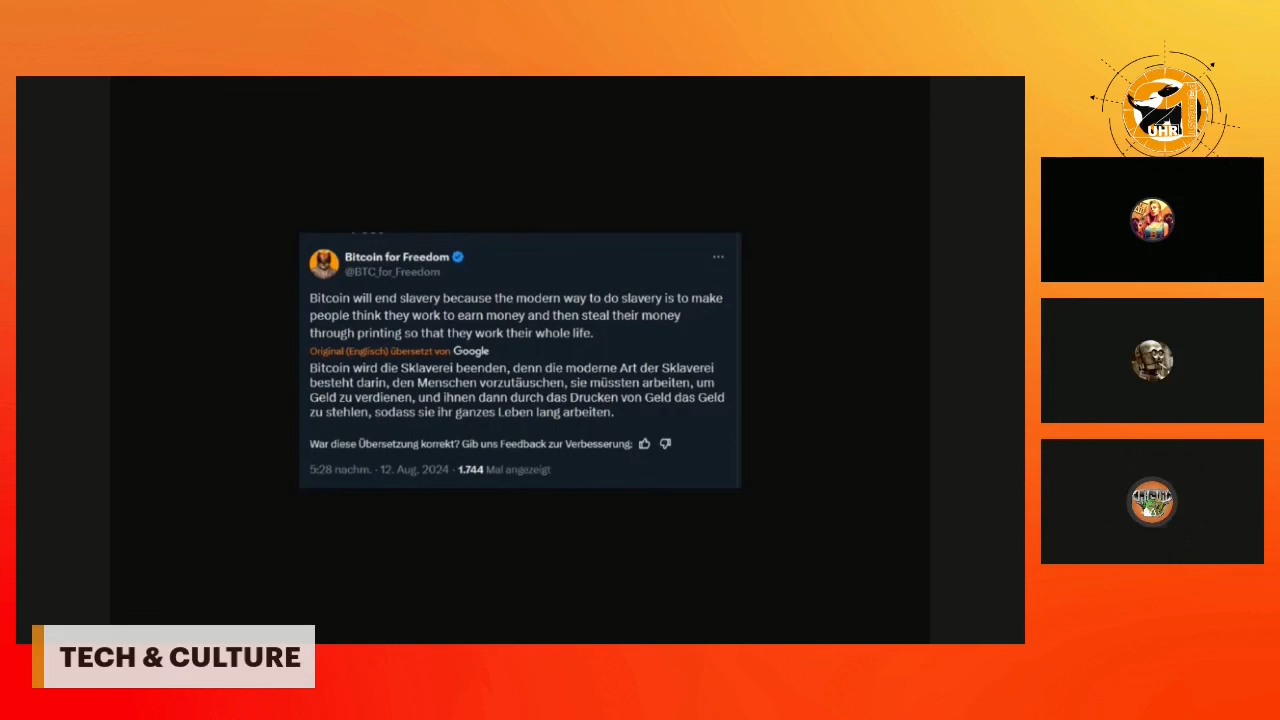 Bitcoin for Freedom
@BTC_for_Freedom
Bitcoin will end slavery because the modern way to do slavery is to make
people think they work to earn money and then steal their money
through printing so that they work their whole life.
Original (Englisch) übersetzt von Google
Bitcoin wird die Sklaverei beenden, denn die moderne Art der Sklaverei
besteht darin, den Menschen vorzutäuschen, sie müssten arbeiten, um
Geld zu verdienen, und ihnen dann durch das Drucken von Geld das Geld
zu stehlen, sodass sie ihr ganzes Leben lang arbeiten.
War diese Übersetzung korrekt? Gib uns Feedback zur Verbesserung:
5:28 nachm. · 12. Aug. 2024 · 1.744 Mal angezeigt
UHR
TECH & CULTURE